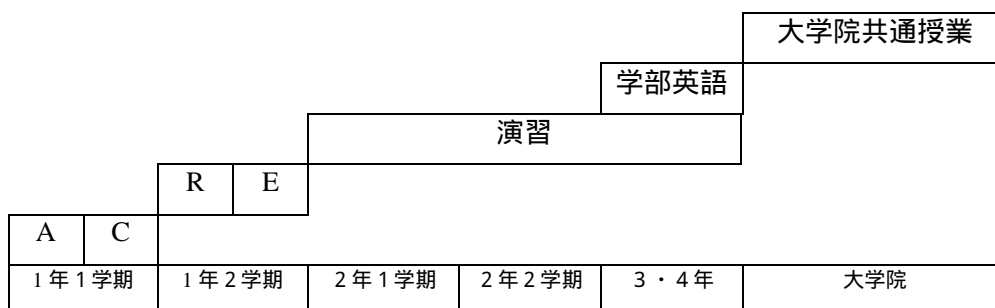 大学院共通授業
学部英語
演習
R E
A C
1年1学期 1年2学期 2年1学期 2年2学期 3・4年 大学院